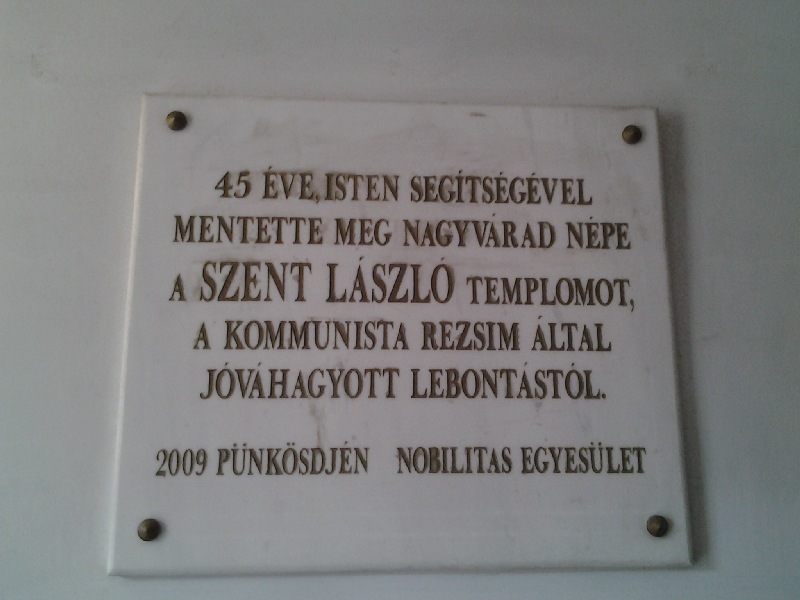 45 ÉVE, ISTEN SEGÍTSÉGÉVEL
MENTETTE MEG NAGYVÁRAD NÉPE
A SZENT LÁSZLÓ TEMPLOMOT,
A KOMMUNISTA REZSIM ÁLTAL
JÓVÁHAGYOTT LEBONTÁSTÓL.
2009 PÜNKÖSDJÉN NOBILITAS EGYESÜLET